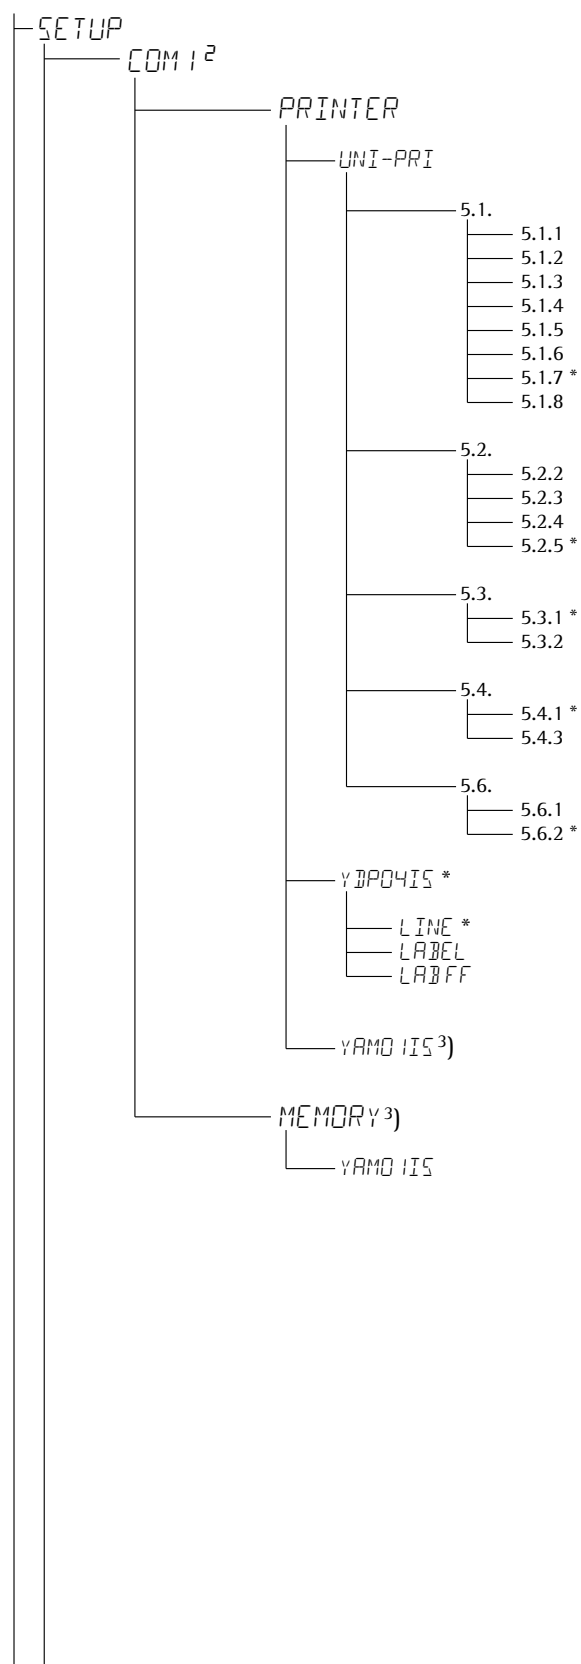 SETUP
COM1²
PRINTER
UNI-PRI
5.1.
5.1.1
5.1.2
5.1.3
5.1.4
5.1.5
5.1.6
5.1.7 *
5.1.8
5.2.
5.2.2
5.2.3
5.2.4
5.2.5 *
5.3.
5.3.1 *
5.3.2
5.4.
5.4.1 *
5.4.3
5.6.
5.6.1
5.6.2 *
YDP04IS *
LINE *
LABEL
LABFF
YAMO1IS ³)
MEMORY ³)
YAMO1IS